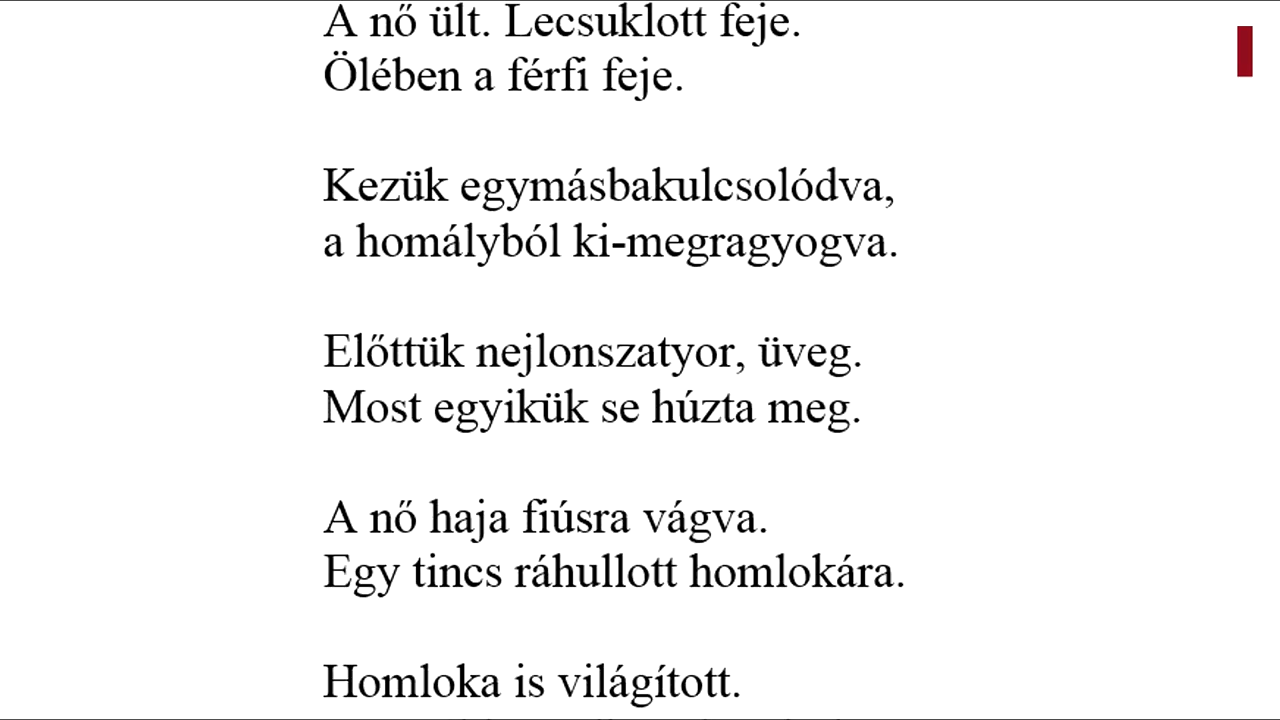 A nő ült. Lecsuklott feje.
Ölében a férfi feje.
Kezük egymásbakulcsolódva,
a homályból ki-megragyogva.
Előttük nejlonszatyor, üveg.
Most egyikük se húzta meg.
A nő haja fiúsra vágva.
Egy tincs ráhullott homlokára.
Homloka is világított.